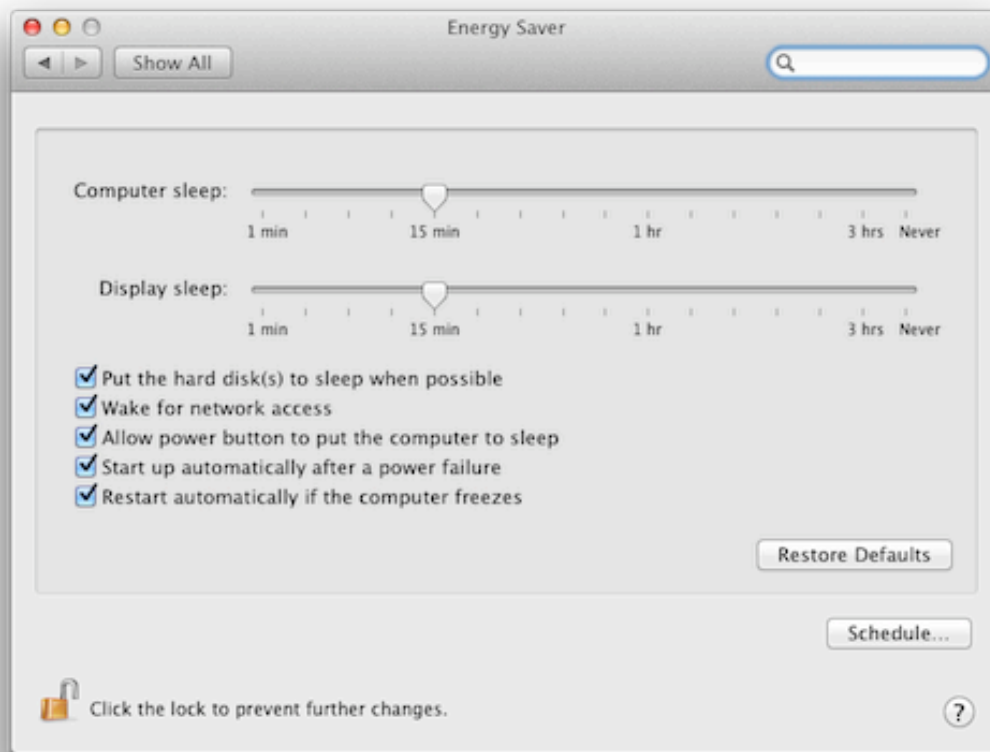 Energy Saver
Show All
Computer sleep:
1 min 15 min 1 hr 3 hrs Never
Display sleep:
1 min 15 min 1 hr 3 hrs Never
Put the hard disk(s) to sleep when possible
Wake for network access
Allow power button to put the computer to sleep
Start up automatically after a power failure
Restart automatically if the computer freezes
Restore Defaults
Schedule...
Click the lock to prevent further changes.
?